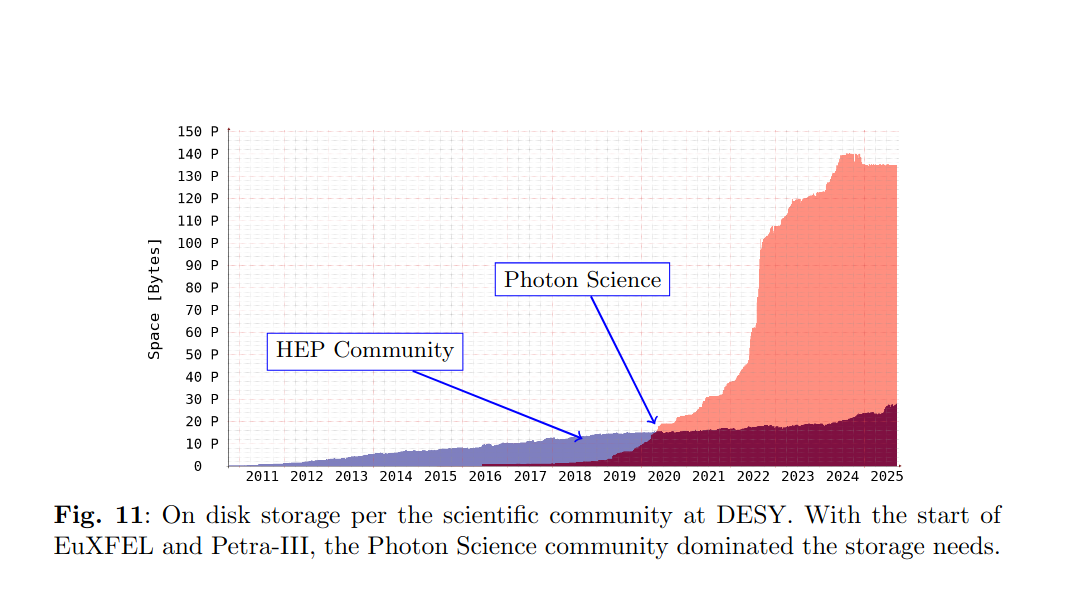 150 P
140 P
130 P
120 P
110 P
100 P
90 P
80 P
70 P
60 P
50 P
40 P
30 P
20 P
10 P
0
Space [Bytes]
Photon Science
HEP Community
2011 2012 2013 2014 2015 2016 2017 2018 2019 2020 2021 2022 2023 2024 2025
Fig. 11: On disk storage per the scientific community at DESY. With the start of
EuXFEL and Petra-III, the Photon Science community dominated the storage needs.